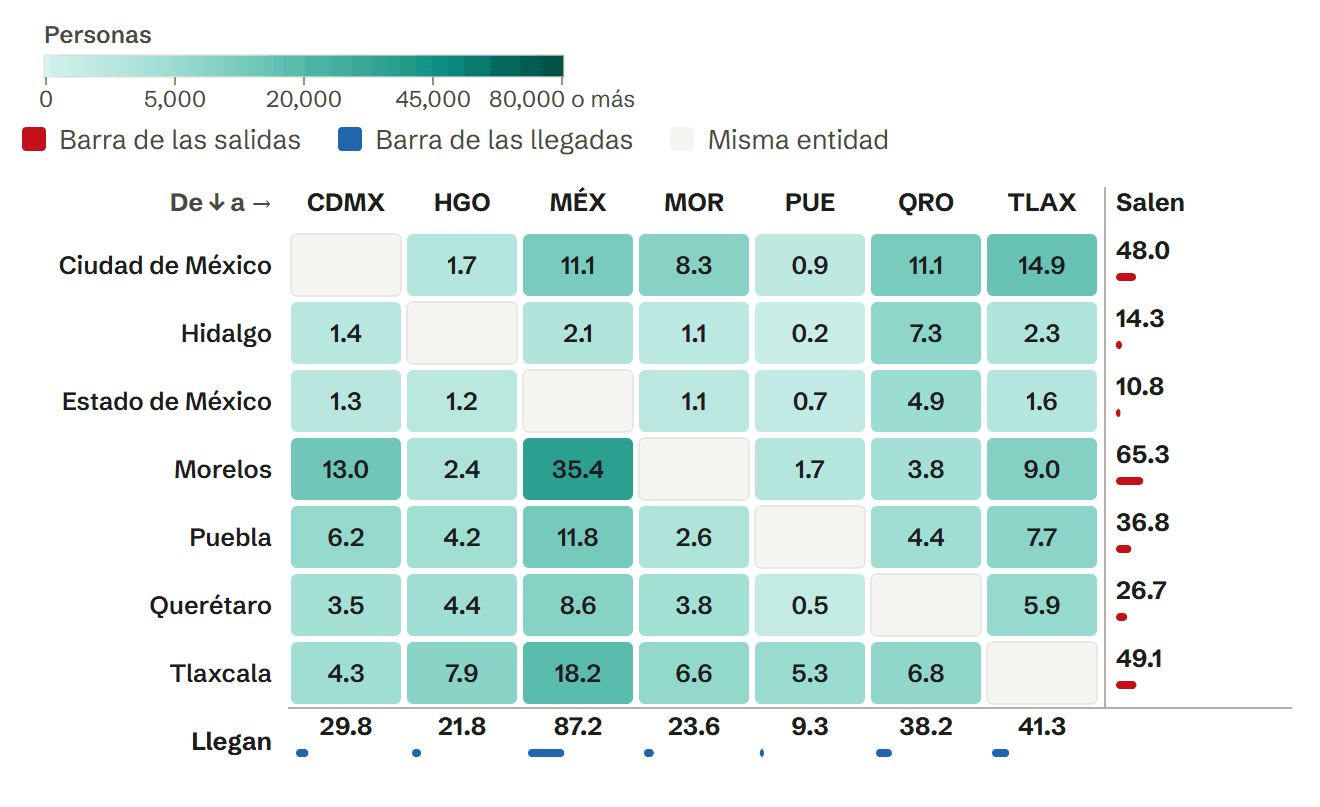 Personas
0 5,000 20,000 45,000 80,000 o más
Barra de las salidas Barra de las llegadas Misma entidad
De ↓ a → CDMX HGO MÉX MOR PUE QRO TLAX Salen
Ciudad de México 1.7 11.1 8.3 0.9 11.1 14.9 48.0
Hidalgo 1.4 2.1 1.1 0.2 7.3 2.3 14.3
Estado de México 1.3 1.2 1.1 0.7 4.9 1.6 10.8
Morelos 13.0 2.4 35.4 1.7 3.8 9.0 65.3
Puebla 6.2 4.2 11.8 2.6 4.4 7.7 36.8
Querétaro 3.5 4.4 8.6 3.8 0.5 5.9 26.7
Tlaxcala 4.3 7.9 18.2 6.6 5.3 6.8 49.1
Llegan 29.8 21.8 87.2 23.6 9.3 38.2 41.3